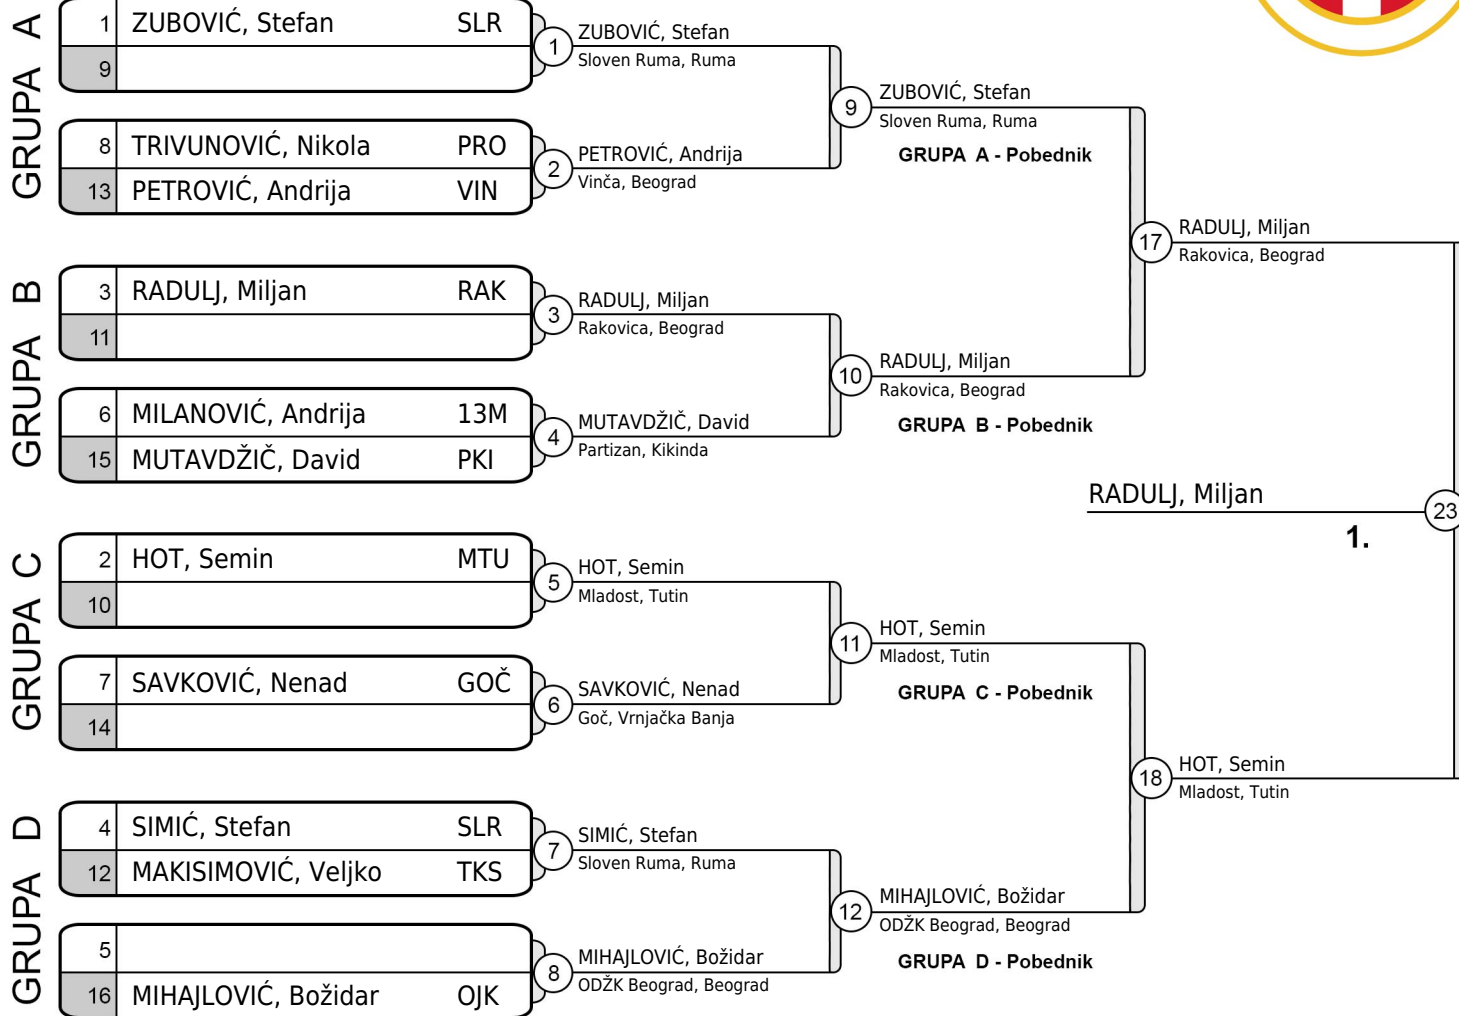 GRUPA A
1 ZUBOVIĆ, Stefan SLR
9
1
ZUBOVIĆ, Stefan
Sloven Ruma, Ruma
8 TRIVUNOVIĆ, Nikola PRO
13 PETROVIĆ, Andrija VIN
2
PETROVIĆ, Andrija
Vinča, Beograd
9
ZUBOVIĆ, Stefan
Sloven Ruma, Ruma
GRUPA A - Pobednik
GRUPA B
3 RADULJ, Miljan RAK
11
3
RADULJ, Miljan
Rakovica, Beograd
6 MILANOVIĆ, Andrija 13M
15 MUTAVDŽIČ, David PKI
4
MUTAVDŽIČ, David
Partizan, Kikinda
10
RADULJ, Miljan
Rakovica, Beograd
GRUPA B - Pobednik
17
RADULJ, Miljan
Rakovica, Beograd
GRUPA C
2 HOT, Semin MTU
10
5
HOT, Semin
Mladost, Tutin
7 SAVKOVIĆ, Nenad GOČ
14
6
SAVKOVIĆ, Nenad
Goč, Vrnjačka Banja
11
HOT, Semin
Mladost, Tutin
GRUPA C - Pobednik
GRUPA D
4 SIMIĆ, Stefan SLR
12 MAKISIMOVIĆ, Veljko TKS
7
SIMIĆ, Stefan
Sloven Ruma, Ruma
5
16 MIHAJLOVIĆ, Božidar OJK
8
MIHAJLOVIĆ, Božidar
ODŽK Beograd, Beograd
12
MIHAJLOVIĆ, Božidar
ODŽK Beograd, Beograd
GRUPA D - Pobednik
18
HOT, Semin
Mladost, Tutin
RADULJ, Miljan
23
1.